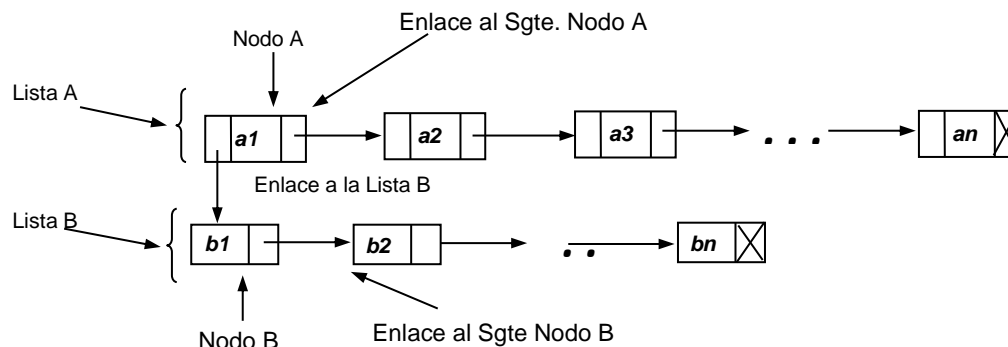 Enlace al Sgte. Nodo A
Nodo A
Lista A
a1 a2 a3 . . . an
Enlace a la Lista B
Lista B
b1 b2 . . bn
Enlace al Sgte Nodo B
Nodo B